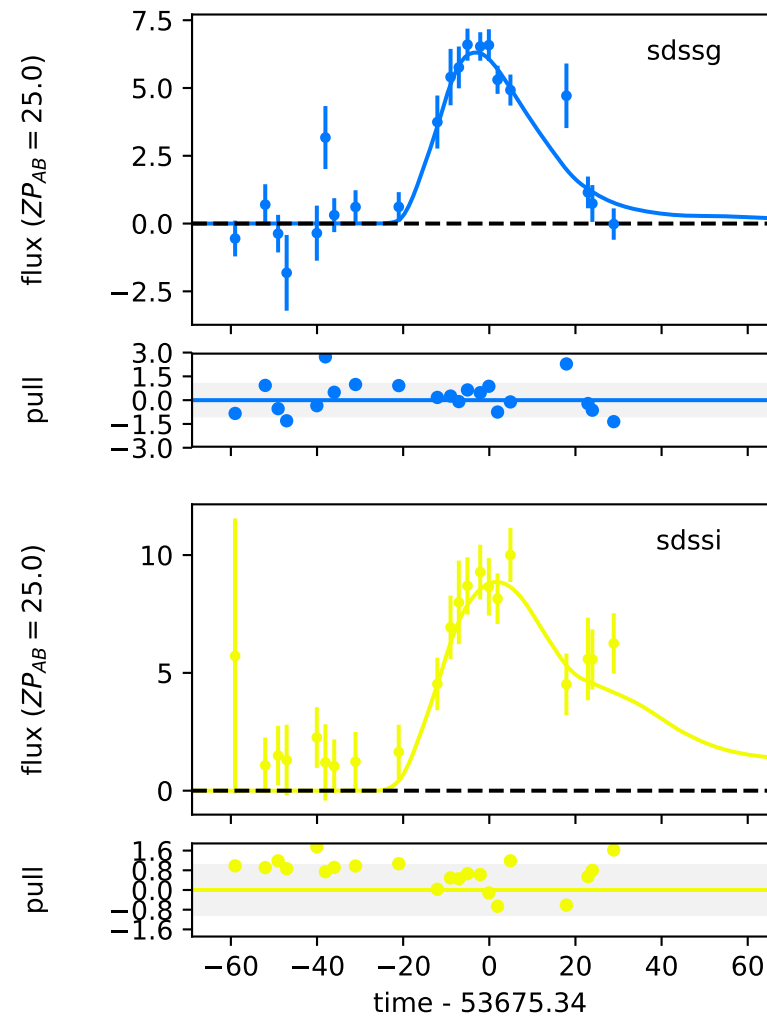 7.5
sdssg
5.0
2.5
0.0
−2.5
flux (ZP_AB = 25.0)
3.0
1.5
0.0
−1.5
−3.0
pull
sdssi
10
5
0
flux (ZP_AB = 25.0)
1.6
0.8
0.0
−0.8
−1.6
pull
−60 −40 −20 0 20 40 60
time - 53675.34